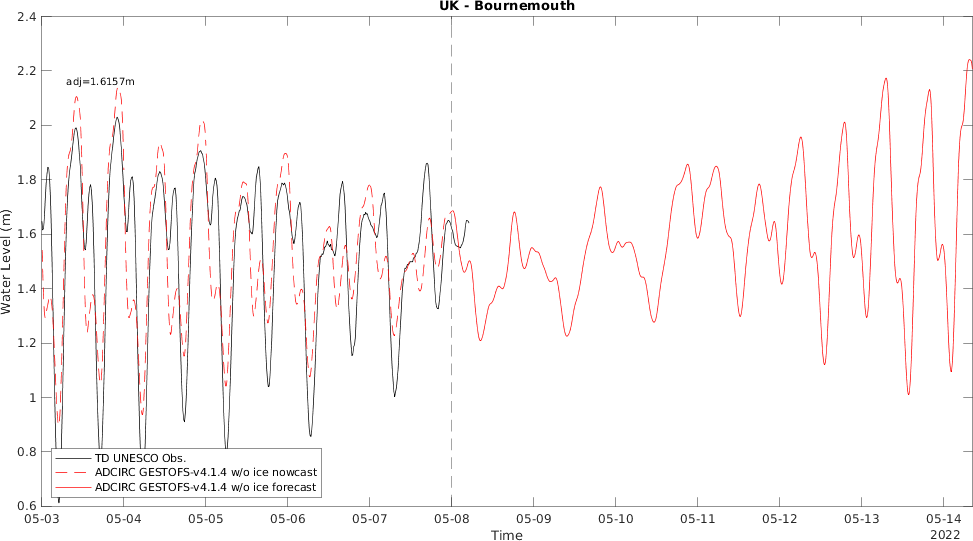 UK - Bournemouth
adj=1.6157m
Water Level (m)
2.4
2.2
2
1.8
1.6
1.4
1.2
1
0.8
0.6
TD UNESCO Obs.
ADCIRC GESTOFS-v4.1.4 w/o ice nowcast
ADCIRC GESTOFS-v4.1.4 w/o ice forecast
05-03 05-04 05-05 05-06 05-07 05-08 05-09 05-10 05-11 05-12 05-13 05-14
2022
Time